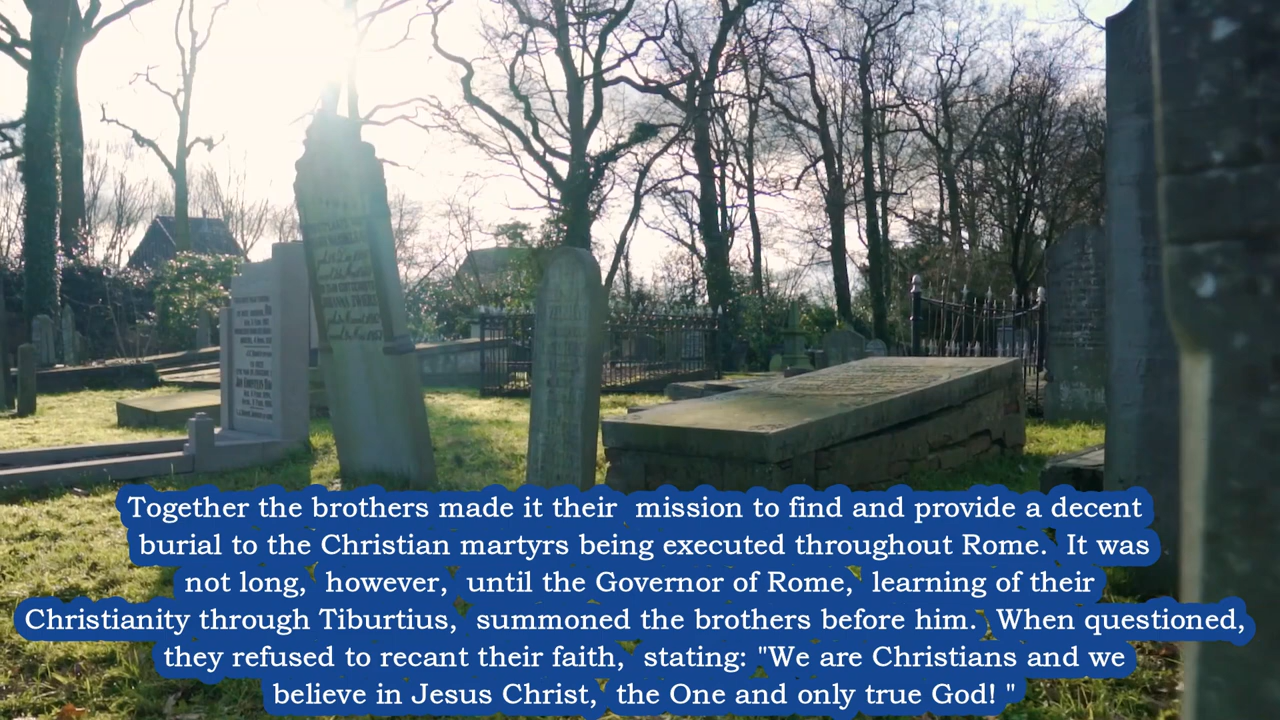 Together the brothers made it their mission to find and provide a decent
burial to the Christian martyrs being executed throughout Rome. It was
not long, however, until the Governor of Rome, learning of their
Christianity through Tiburtius, summoned the brothers before him. When questioned,
they refused to recant their faith, stating: "We are Christians and we
believe in Jesus Christ, the One and only true God! "